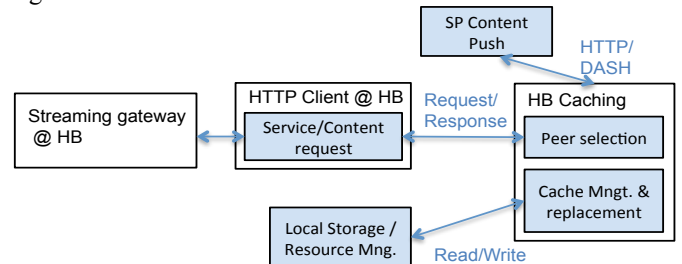 SP Content
Push
HTTP/
DASH
HTTP Client @ HB
Request/
Response
HB Caching
Streaming gateway
@ HB
Service/Content
request
Peer selection
Cache Mngt. &
replacement
Local Storage /
Resource Mng.
Read/Write